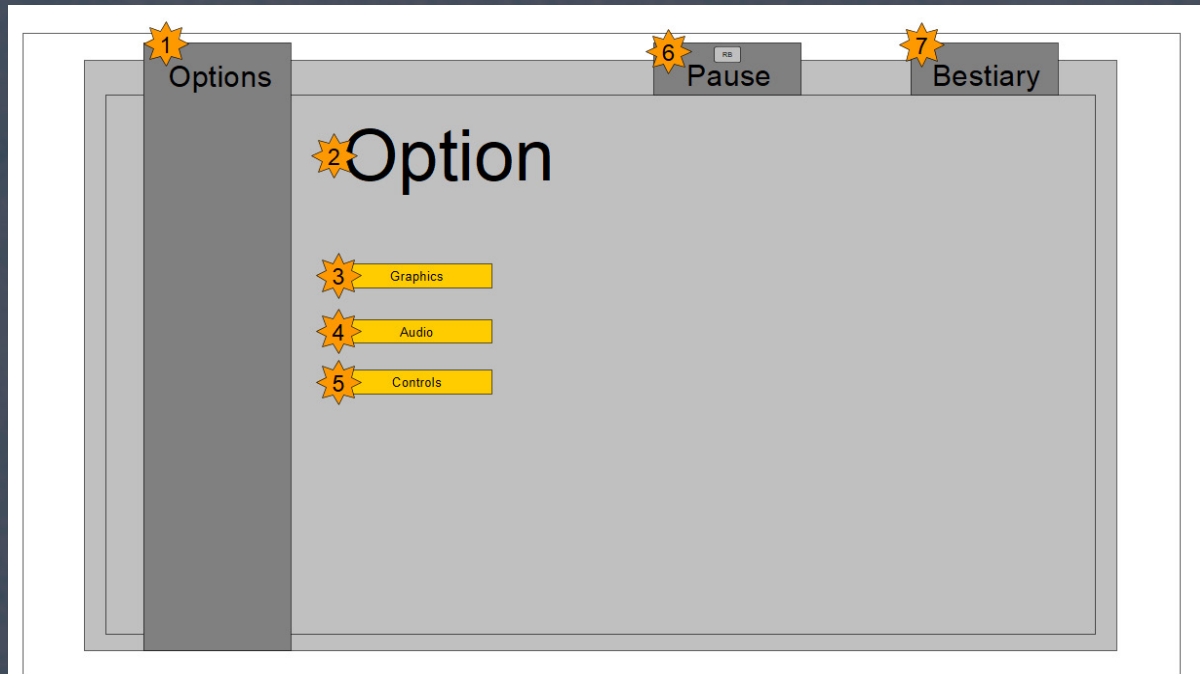 1
Options
6
RB
Pause
7
Bestiary
2
Option
3
Graphics
4
Audio
5
Controls